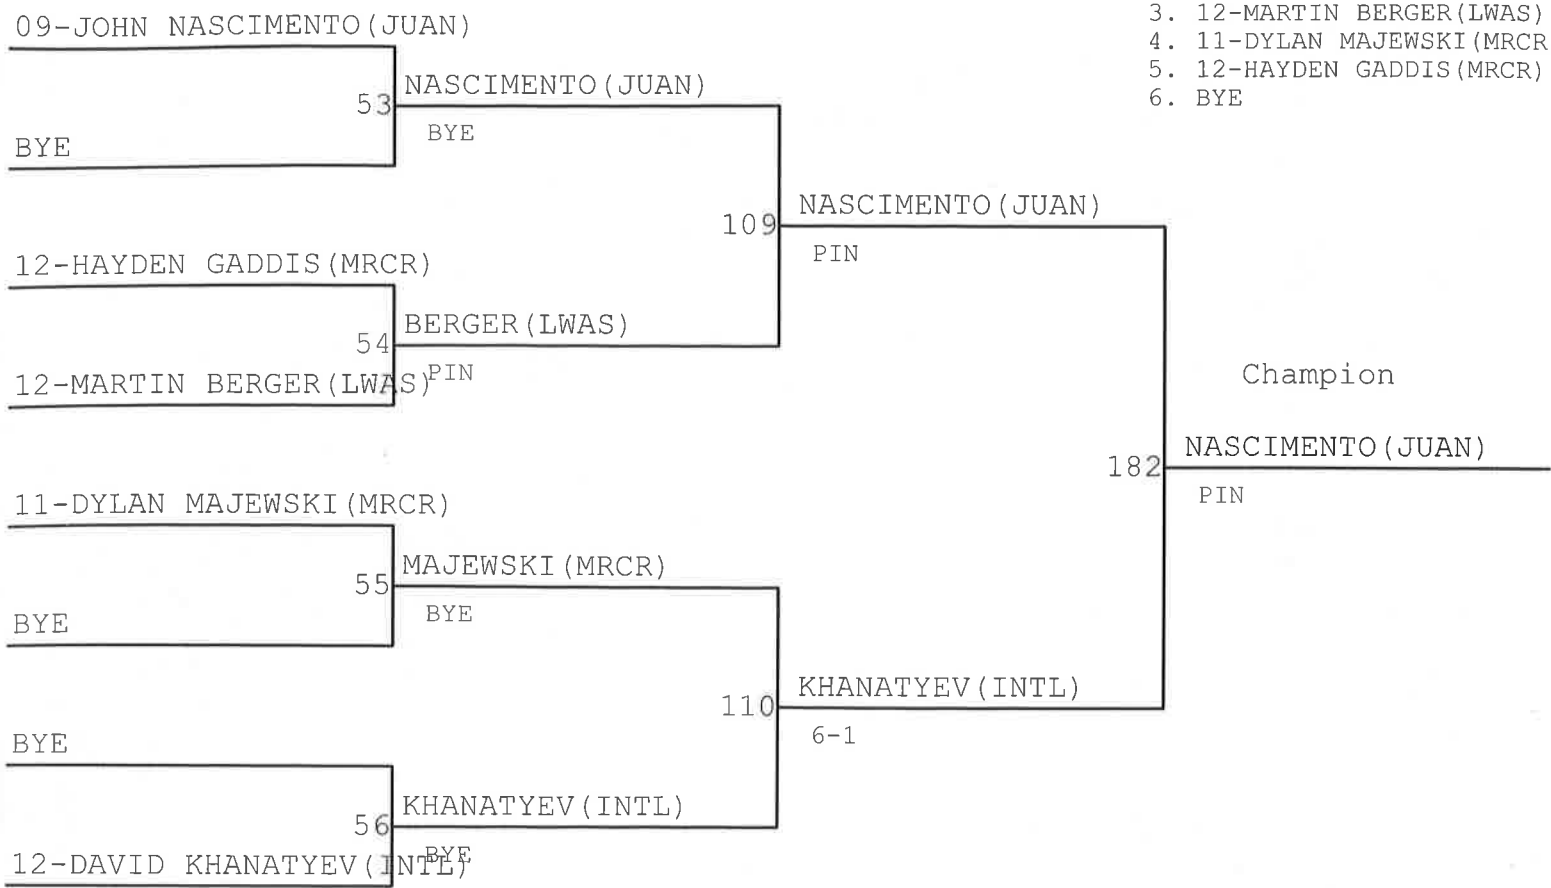 09-JOHN NASCIMENTO(JUAN)
3. 12-MARTIN BERGER(LWAS)
4. 11-DYLAN MAJEWSKI(MRCR
5. 12-HAYDEN GADDIS(MRCR)
6. BYE
NASCIMENTO(JUAN)
53
BYE
BYE
NASCIMENTO(JUAN)
109
PIN
12-HAYDEN GADDIS(MRCR)
BERGER(LWAS)
54
PIN
12-MARTIN BERGER(LWAS)
Champion
NASCIMENTO(JUAN)
182
PIN
11-DYLAN MAJEWSKI(MRCR)
MAJEWSKI(MRCR)
55
BYE
BYE
KHANATYEV(INTL)
110
6-1
BYE
KHANATYEV(INTL)
56
BYE
12-DAVID KHANATYEV(INTL)